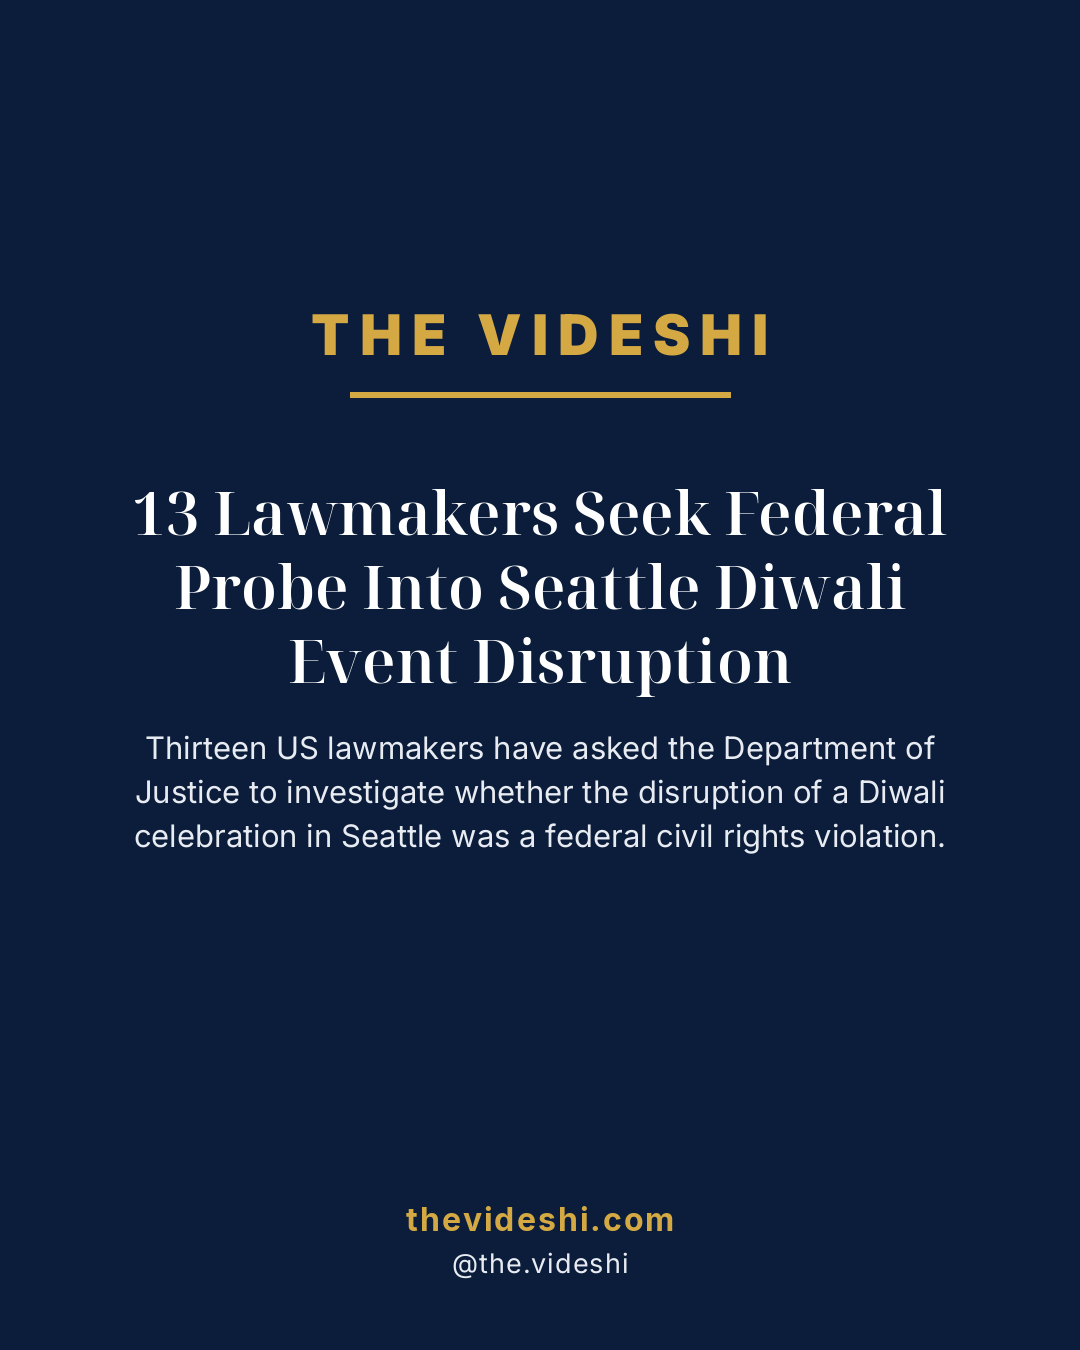 THE VIDESHI
13 Lawmakers Seek Federal
Probe Into Seattle Diwali
Event Disruption
Thirteen US lawmakers have asked the Department of
Justice to investigate whether the disruption of a Diwali
celebration in Seattle was a federal civil rights violation.
thevideshi.com
@the.videshi